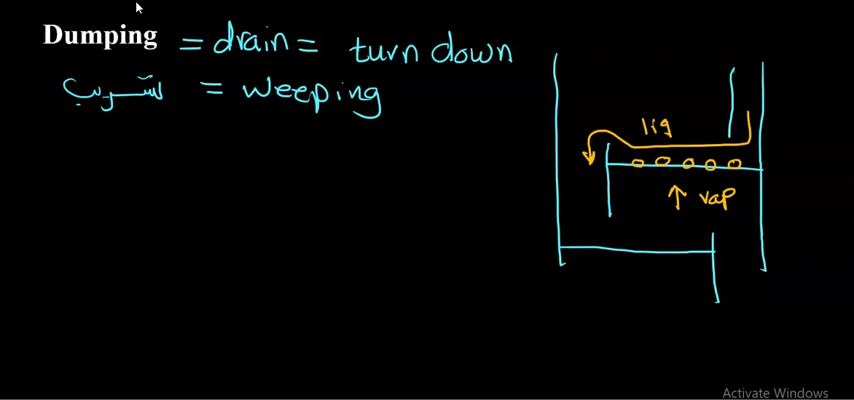 Dumping = drain = turn down
تسريب = weeping
liq
↑ vap
Activate Windows